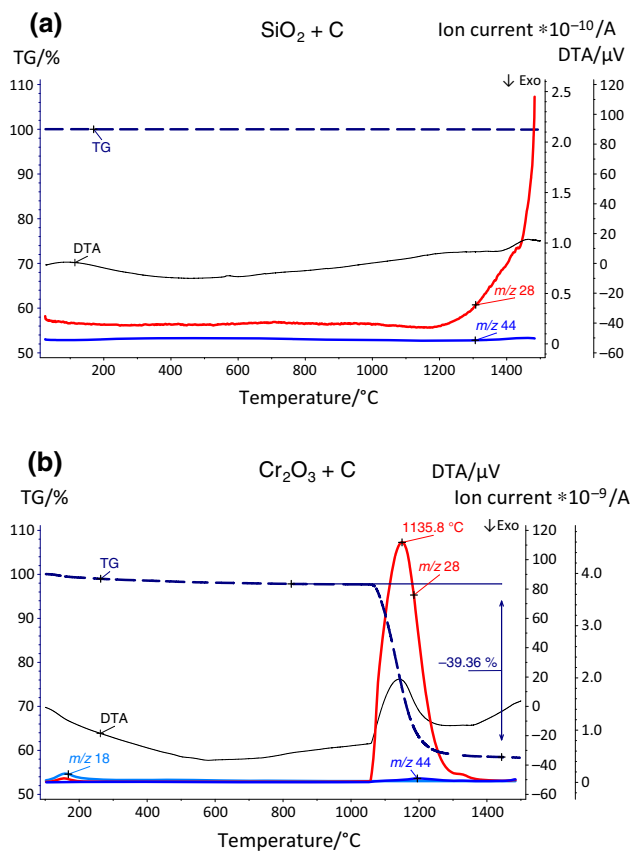 (a) SiO₂ + C Ion current *10⁻¹⁰/A
TG/% DTA/µV
↓ Exo
110
100
90
80
70
60
50
2.5
2.0
1.5
1.0
0.5
0
120
100
80
60
40
20
0
−20
−40
−60
TG
DTA
m/z 28
m/z 44
200 400 600 800 1000 1200 1400
Temperature/°C
(b) Cr₂O₃ + C DTA/µV
TG/% Ion current *10⁻⁹/A
1135.8 °C ↓Exo
110
100
90
80
70
60
50
120
100
80
60
40
20
0
−20
−40
−60
4.0
3.0
2.0
1.0
0
TG
m/z 28
−39.36 %
DTA
m/z 18
m/z 44
200 400 600 800 1000 1200 1400
Temperature/°C